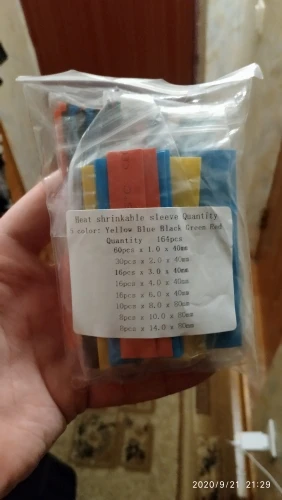 Heat shrinkable sleeve Quantity
5 color: Yellow Blue Black Green Red
Quantity 164pcs
60pcs x 1.0 x 40mm
30pcs x 2.0 x 40mm
16pcs x 3.0 x 40mm
16pcs x 4.0 x 40mm
16pcs x 6.0 x 40mm
10pcs x 8.0 x 80mm
8pcs x 10.0 x 80mm
8pcs x 14.0 x 80mm
2020/9/21 21:29